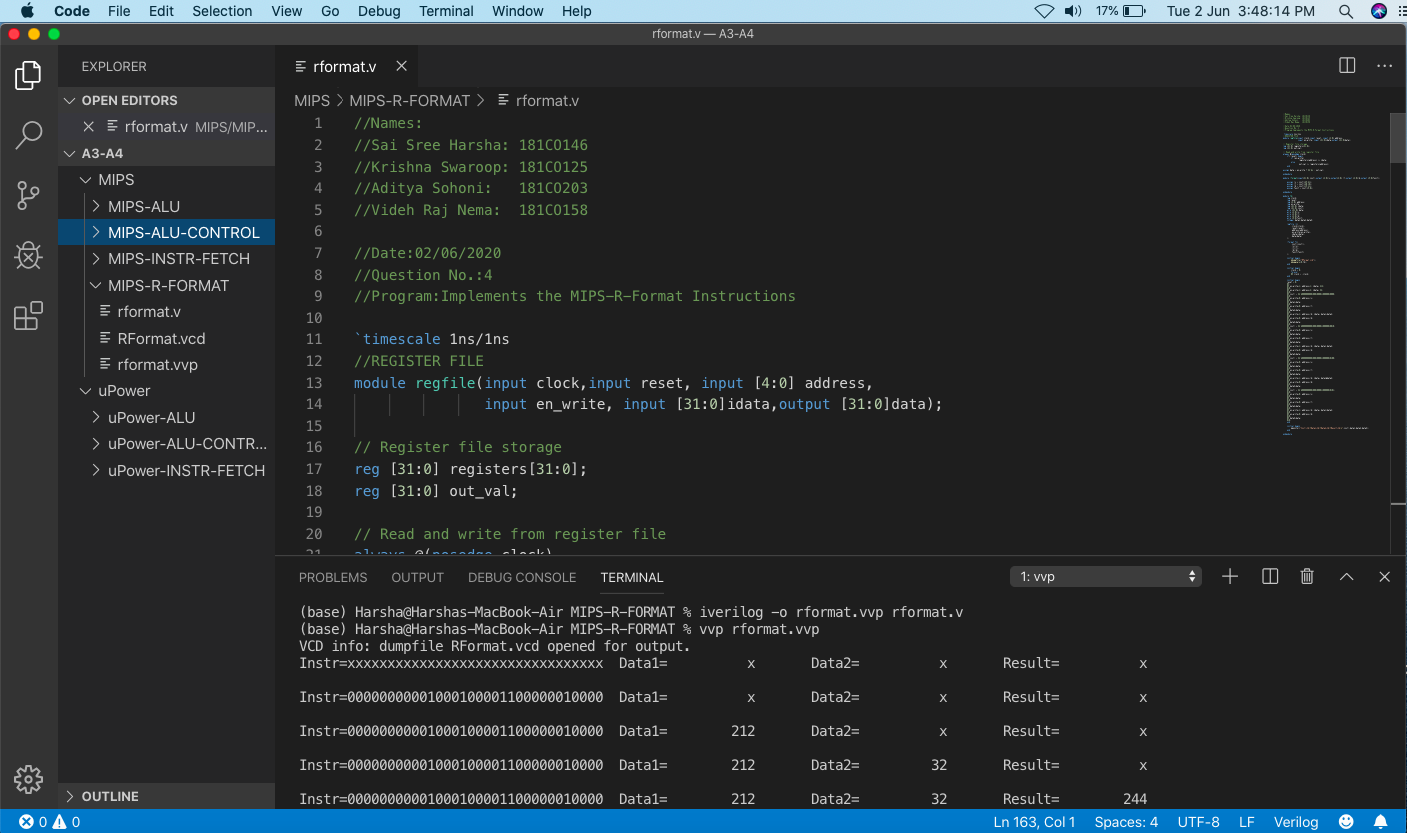 Code File Edit Selection View Go Debug Terminal Window Help 17% Tue 2 Jun 3:48:14 PM
rformat.v — A3-A4
EXPLORER
OPEN EDITORS
rformat.v MIPS/MIP...
A3-A4
MIPS
MIPS-ALU
MIPS-ALU-CONTROL
MIPS-INSTR-FETCH
MIPS-R-FORMAT
rformat.v
RFormat.vcd
rformat.vvp
uPower
uPower-ALU
uPower-ALU-CONTR...
uPower-INSTR-FETCH
OUTLINE
rformat.v
MIPS > MIPS-R-FORMAT > rformat.v
1 //Names:
2 //Sai Sree Harsha: 181CO146
3 //Krishna Swaroop: 181CO125
4 //Aditya Sohoni: 181CO203
5 //Videh Raj Nema: 181CO158
6
7 //Date:02/06/2020
8 //Question No.:4
9 //Program:Implements the MIPS-R-Format Instructions
10
11 `timescale 1ns/1ns
12 //REGISTER FILE
13 module regfile(input clock,input reset, input [4:0] address,
14 input en_write, input [31:0]idata,output [31:0]data);
15
16 // Register file storage
17 reg [31:0] registers[31:0];
18 reg [31:0] out_val;
19
20 // Read and write from register file
21 always @(posedge clock)
PROBLEMS OUTPUT DEBUG CONSOLE TERMINAL 1: vvp
(base) Harsha@Harshas-MacBook-Air MIPS-R-FORMAT % iverilog -o rformat.vvp rformat.v
(base) Harsha@Harshas-MacBook-Air MIPS-R-FORMAT % vvp rformat.vvp
VCD info: dumpfile RFormat.vcd opened for output.
Instr=xxxxxxxxxxxxxxxxxxxxxxxxxxxxxxxx Data1= x Data2= x Result= x
Instr=00000000001000100001100000010000 Data1= x Data2= x Result= x
Instr=00000000001000100001100000010000 Data1= 212 Data2= x Result= x
Instr=00000000001000100001100000010000 Data1= 212 Data2= 32 Result= x
Instr=00000000001000100001100000010000 Data1= 212 Data2= 32 Result= 244
0 0 Ln 163, Col 1 Spaces: 4 UTF-8 LF Verilog